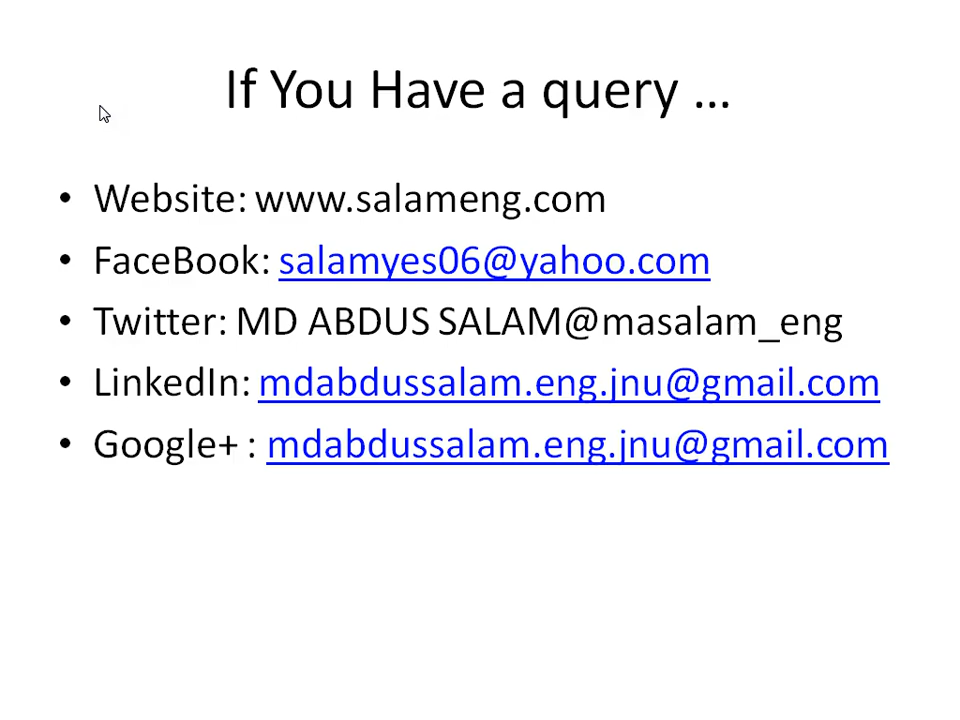 If You Have a query ...
• Website: www.salameng.com
• FaceBook: salamyes06@yahoo.com
• Twitter: MD ABDUS SALAM@masalam_eng
• LinkedIn: mdabdussalam.eng.jnu@gmail.com
• Google+ : mdabdussalam.eng.jnu@gmail.com